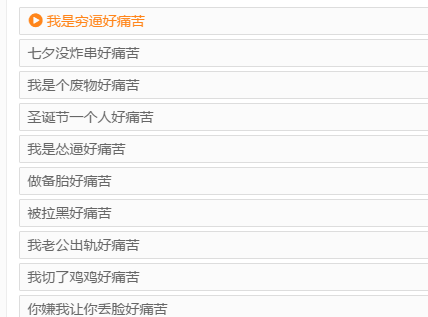 我是穷逼好痛苦
七夕没炸串好痛苦
我是个废物好痛苦
圣诞节一个人好痛苦
我是怂逼好痛苦
做备胎好痛苦
被拉黑好痛苦
我老公出轨好痛苦
我切了鸡鸡好痛苦
你嫌我让你丢脸好痛苦